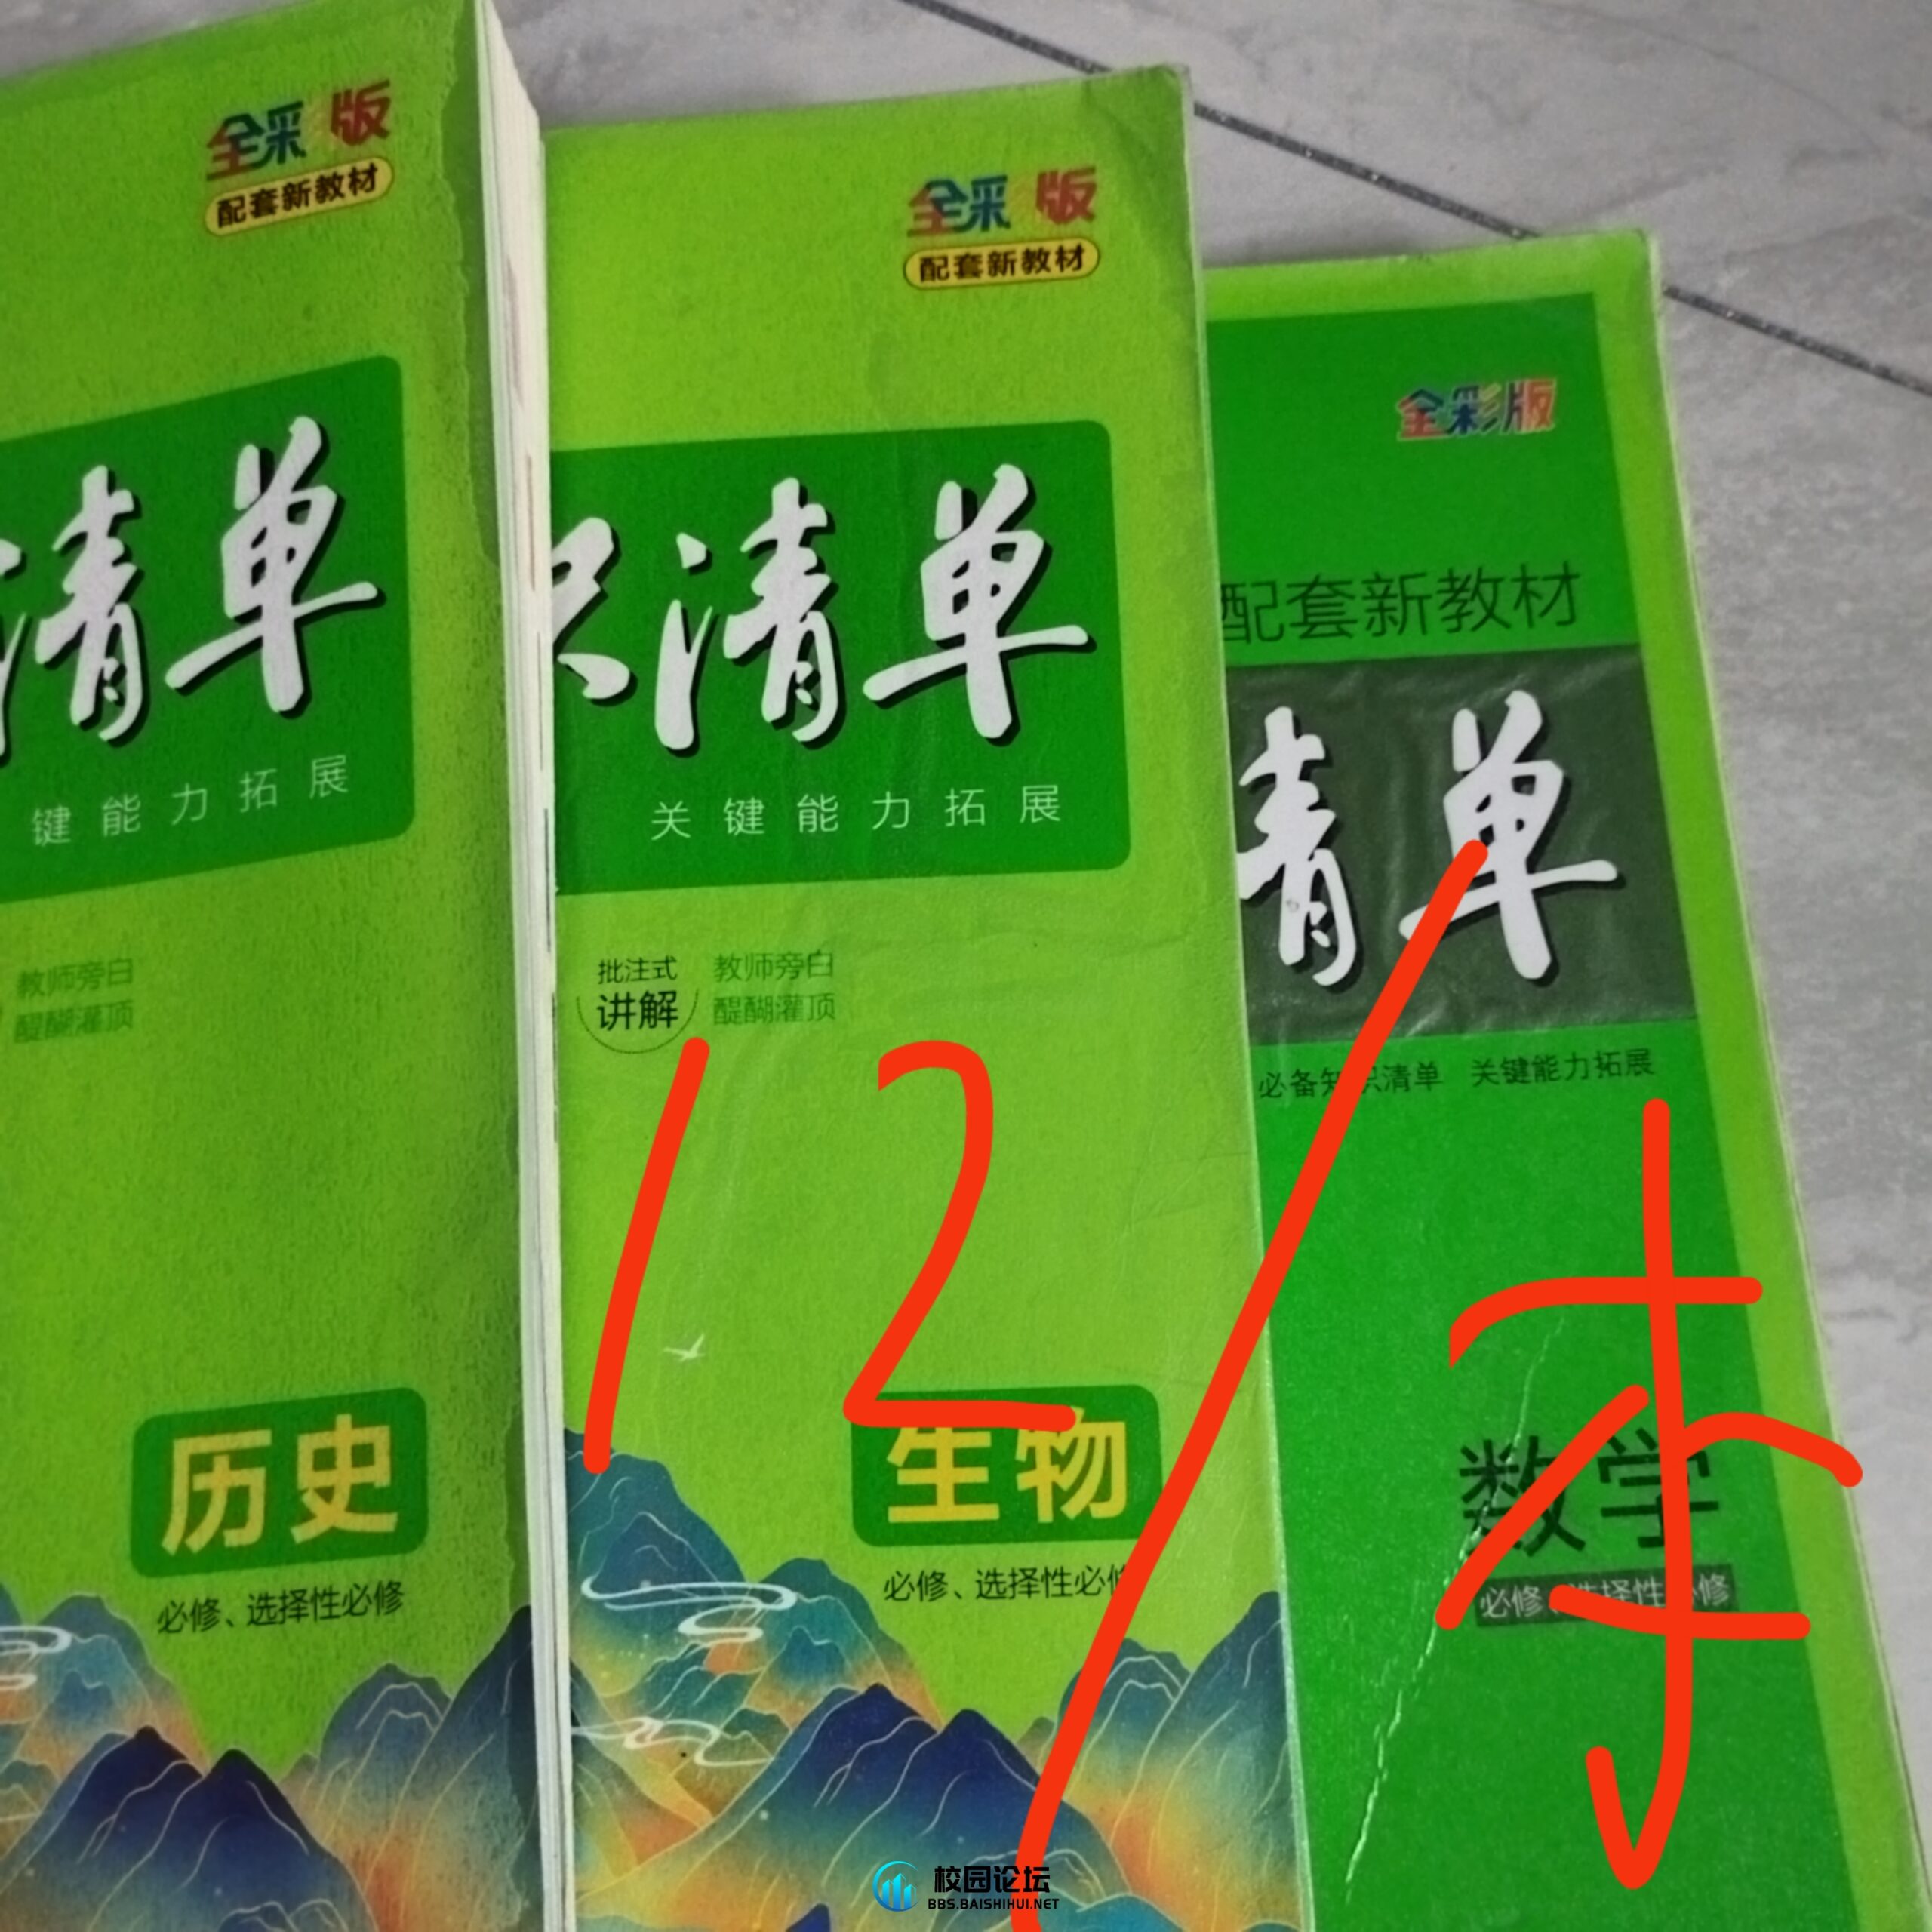 全彩版
配套新教材
清单
键能力拓展
教师旁白
醍醐灌顶
历史
必修、选择性必修
全彩版
配套新教材
识清单
关键能力拓展
批注式
讲解
教师旁白
醍醐灌顶
生物
必修、选择性必修
全彩版
配套新教材
清单
必备知识清单 关键能力拓展
数学
必修、选择性必修
12/本
校园论坛
BBS.BAISHIHUI.NET